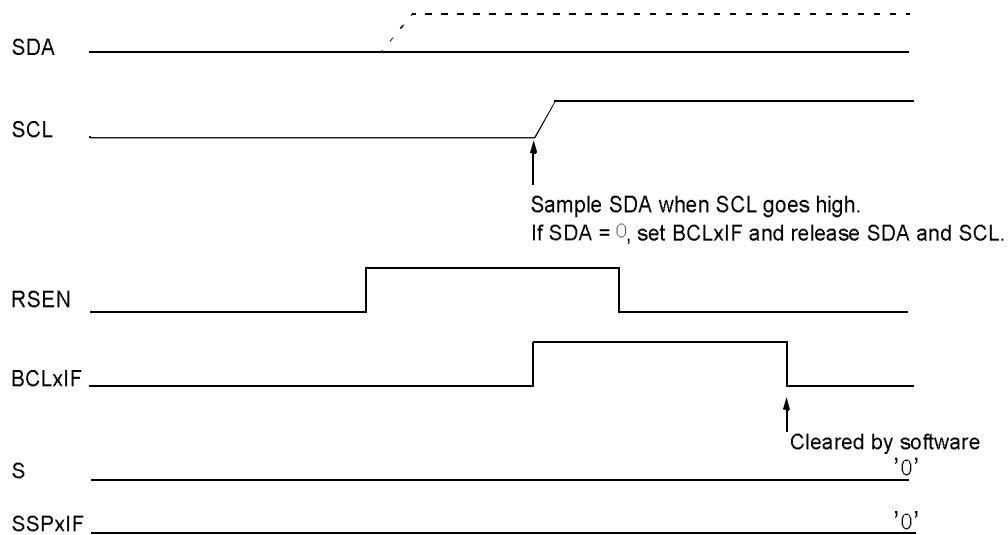 SDA
SCL
Sample SDA when SCL goes high.
If SDA = 0, set BCLxIF and release SDA and SCL.
RSEN
BCLxIF
Cleared by software
S
'0'
SSPxIF
'0'